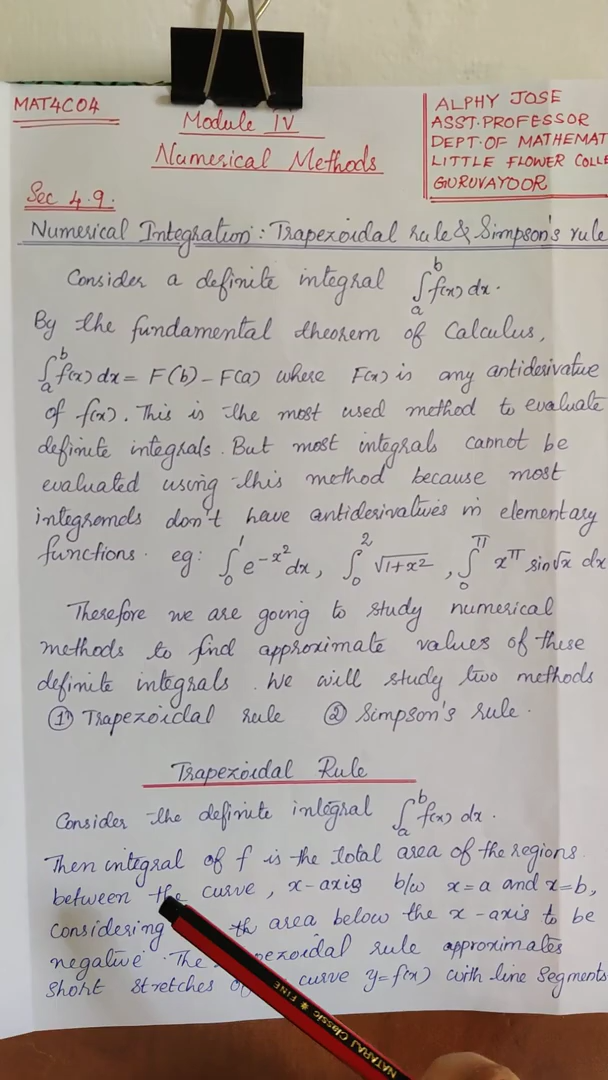 MAT4C04
Module IV
Numerical Methods
ALPHY JOSE
ASST.PROFESSOR
DEPT.OF MATHEMAT
LITTLE FLOWER COLLE
GURUVAYOOR
Sec 4.9.
Numerical Integration: Trapezoidal rule & Simpson's rule
Consider a definite integral ∫_a^b f(x) dx.
By the fundamental theorem of Calculus,
∫_a^b f(x) dx = F(b) - F(a) where F(x) is any antiderivative
of f(x). This is the most used method to evaluate
definite integrals. But most integrals cannot be
evaluated using this method because most
integrands don't have antiderivatives in elementary
functions. eg: ∫_0^1 e^{-x^2} dx, ∫_0^2 √(1+x^2), ∫_0^π x^π sin√x dx
Therefore we are going to study numerical
methods to find approximate values of these
definite integrals. We will study two methods
① Trapezoidal rule ② Simpson's rule.
Trapezoidal Rule
Consider the definite integral ∫_a^b f(x) dx.
Then integral of f is the total area of the regions
between the curve, x-axis b/w x=a and x=b,
considering th area below the x-axis to be
negative. The pezoidal rule approximates
short stretches of curve y=f(x) with line segments
NATARAJ Classic FINE